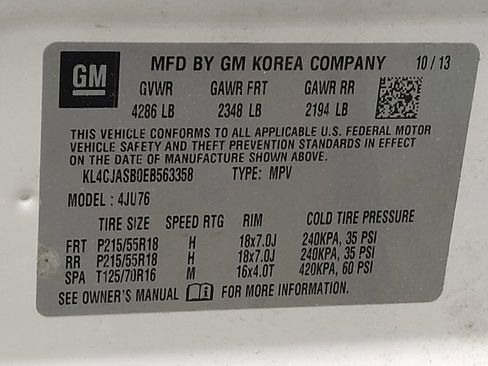 GM MFD BY GM KOREA COMPANY 10/13
GVWR GAWR FRT GAWR RR
4286 LB 2348 LB 2194 LB
THIS VEHICLE CONFORMS TO ALL APPLICABLE U.S. FEDERAL MOTOR
VEHICLE SAFETY AND THEFT PREVENTION STANDARDS IN EFFECT
ON THE DATE OF MANUFACTURE SHOWN ABOVE.
KL4CJASB0EB563358 TYPE: MPV
MODEL : 4JU76
TIRE SIZE SPEED RTG RIM COLD TIRE PRESSURE
FRT P215/55R18 H 18x7.0J 240KPA, 35 PSI
RR P215/55R18 H 18x7.0J 240KPA, 35 PSI
SPA T125/70R16 M 16x4.0T 420KPA, 60 PSI
SEE OWNER'S MANUAL FOR MORE INFORMATION.